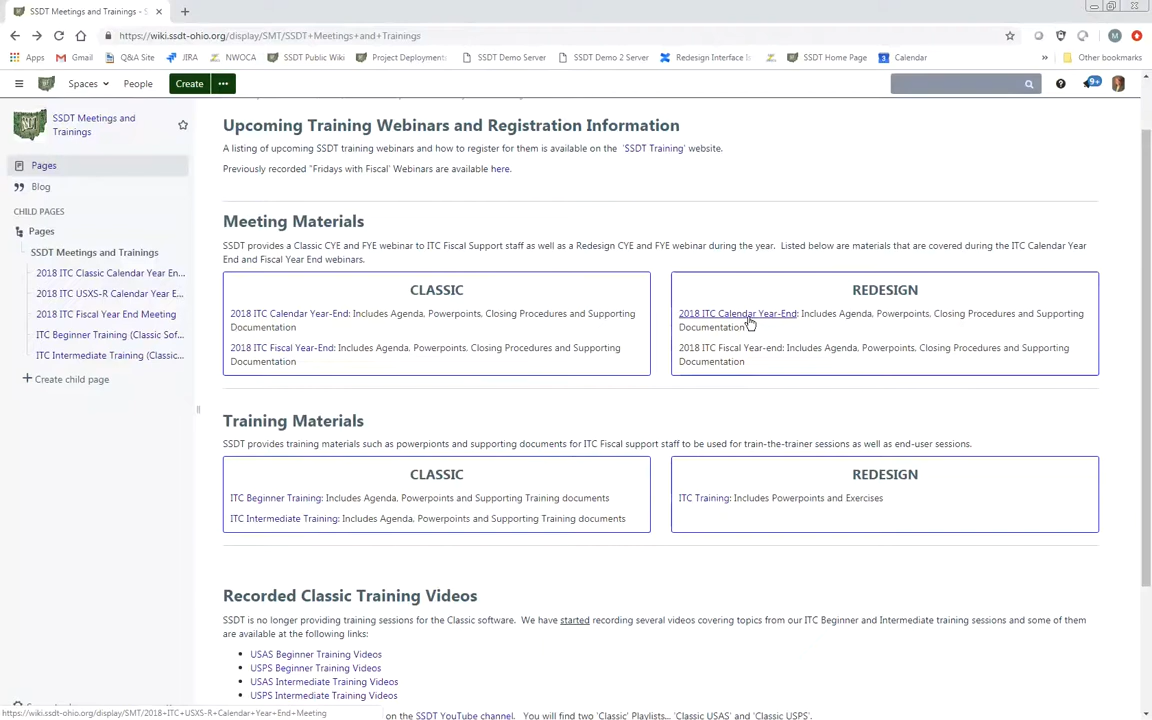 SSDT Meetings and Trainings -
https://wiki.ssdt-ohio.org/display/SMT/SSDT+Meetings+and+Trainings
M
Apps
Gmail
Q&A Site
JIRA
NWOCA
SSDT Public Wiki
Project Deployment
SSDT Demo Server
SSDT Demo 2 Server
Redesign Interface Is
SSDT Home Page
Calendar
»
Other bookmarks
Spaces
People
Create
9+
SSDT Meetings and
Trainings
Pages
Blog
CHILD PAGES
Pages
SSDT Meetings and Trainings
2018 ITC Classic Calendar Year En...
2018 ITC USXS-R Calendar Year E...
2018 ITC Fiscal Year End Meeting
ITC Beginner Training (Classic Sof...
ITC Intermediate Training (Classic...
+ Create child page
Upcoming Training Webinars and Registration Information
A listing of upcoming SSDT training webinars and how to register for them is available on the 'SSDT Training' website.
Previously recorded "Fridays with Fiscal' Webinars are available here.
Meeting Materials
SSDT provides a Classic CYE and FYE webinar to ITC Fiscal Support staff as well as a Redesign CYE and FYE webinar during the year. Listed below are materials that are covered during the ITC Calendar Year
End and Fiscal Year End webinars.
CLASSIC
2018 ITC Calendar Year-End: Includes Agenda, Powerpoints, Closing Procedures and Supporting
Documentation
2018 ITC Fiscal Year-End: Includes Agenda, Powerpoints, Closing Procedures and Supporting
Documentation
REDESIGN
2018 ITC Calendar Year-End: Includes Agenda, Powerpoints, Closing Procedures and Supporting
Documentation
2018 ITC Fiscal Year-end: Includes Agenda, Powerpoints, Closing Procedures and Supporting
Documentation
Training Materials
SSDT provides training materials such as powerpionts and supporting documents for ITC Fiscal support staff to be used for train-the-trainer sessions as well as end-user sessions.
CLASSIC
ITC Beginner Training: Includes Agenda, Powerpoints and Supporting Training documents
ITC Intermediate Training: Includes Agenda, Powerpoints and Supporting Training documents
REDESIGN
ITC Training: Includes Powerpoints and Exercises
Recorded Classic Training Videos
SSDT is no longer providing training sessions for the Classic software. We have started recording several videos covering topics from our ITC Beginner and Intermediate training sessions and some of them
are available at the following links:
• USAS Beginner Training Videos
• USPS Beginner Training Videos
• USAS Intermediate Training Videos
• USPS Intermediate Training Videos
on the SSDT YouTube channel. You will find two 'Classic' Playlists... 'Classic USAS' and 'Classic USPS'.
https://wiki.ssdt-ohio.org/display/SMT/2018+ITC+USXS-R+Calendar+Year+End+Meeting